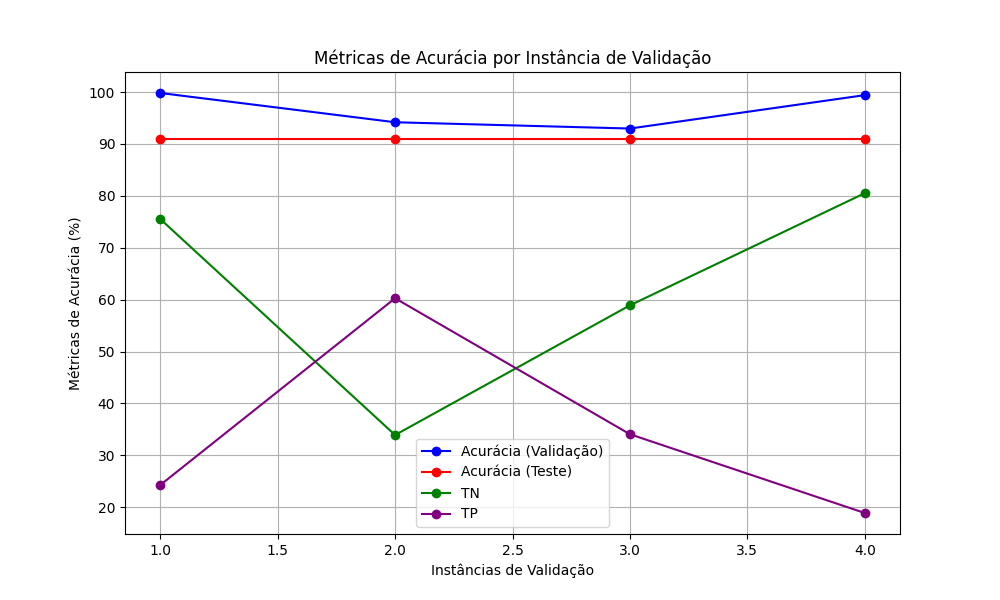 Métricas de Acurácia por Instância de Validação
Métricas de Acurácia (%)
100
90
80
70
60
50
40
30
20
Acurácia (Validação)
Acurácia (Teste)
TN
TP
1.0
1.5
2.0
2.5
3.0
3.5
4.0
Instâncias de Validação